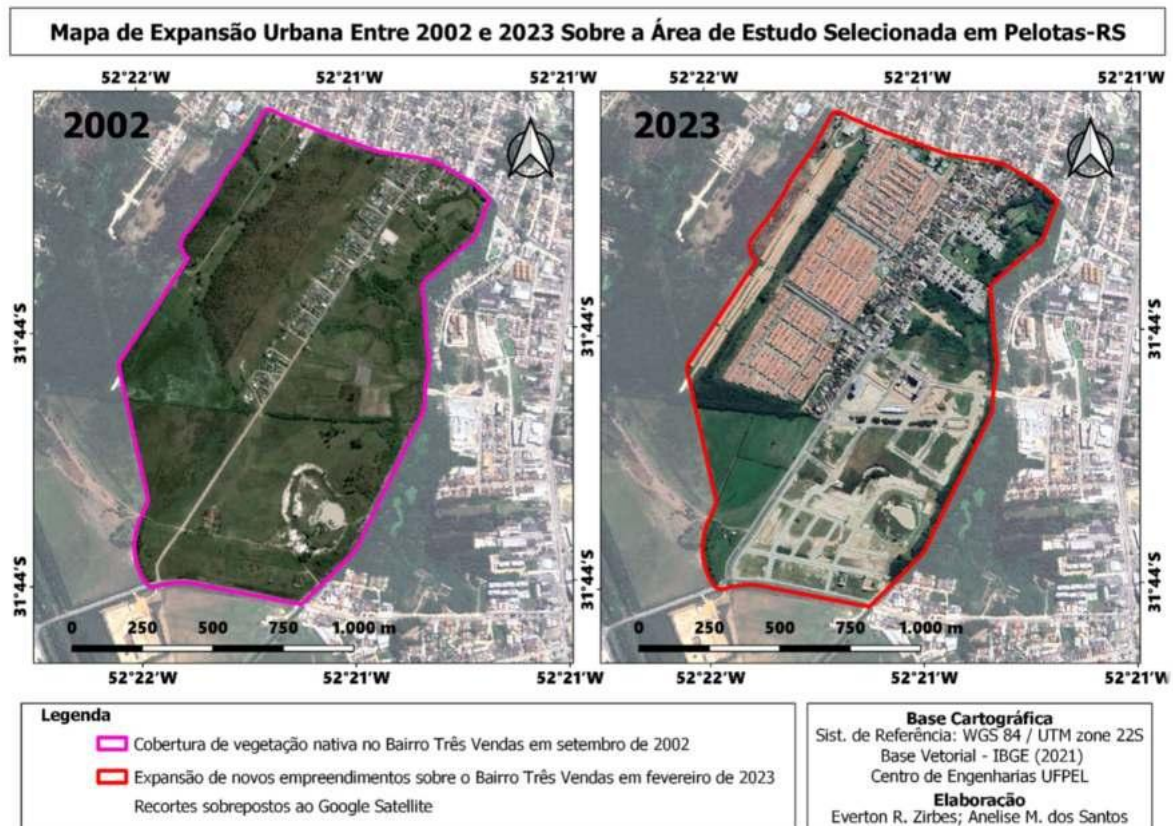 Mapa de Expansão Urbana Entre 2002 e 2023 Sobre a Área de Estudo Selecionada em Pelotas-RS
52°22'W 52°21'W 52°21'W 52°22'W 52°21'W 52°21'W
2002
2023
31°44'S 31°44'S 31°44'S
31°44'S 31°44'S 31°44'S
0 250 500 750 1.000 m
0 250 500 750 1.000 m
52°22'W 52°21'W 52°21'W 52°22'W 52°21'W 52°21'W
Legenda
Cobertura de vegetação nativa no Bairro Três Vendas em setembro de 2002
Expansão de novos empreendimentos sobre o Bairro Três Vendas em fevereiro de 2023
Recortes sobrepostos ao Google Satellite
Base Cartográfica
Sist. de Referência: WGS 84 / UTM zone 22S
Base Vetorial - IBGE (2021)
Centro de Engenharias UFPEL
Elaboração
Everton R. Zirbes; Anelise M. dos Santos